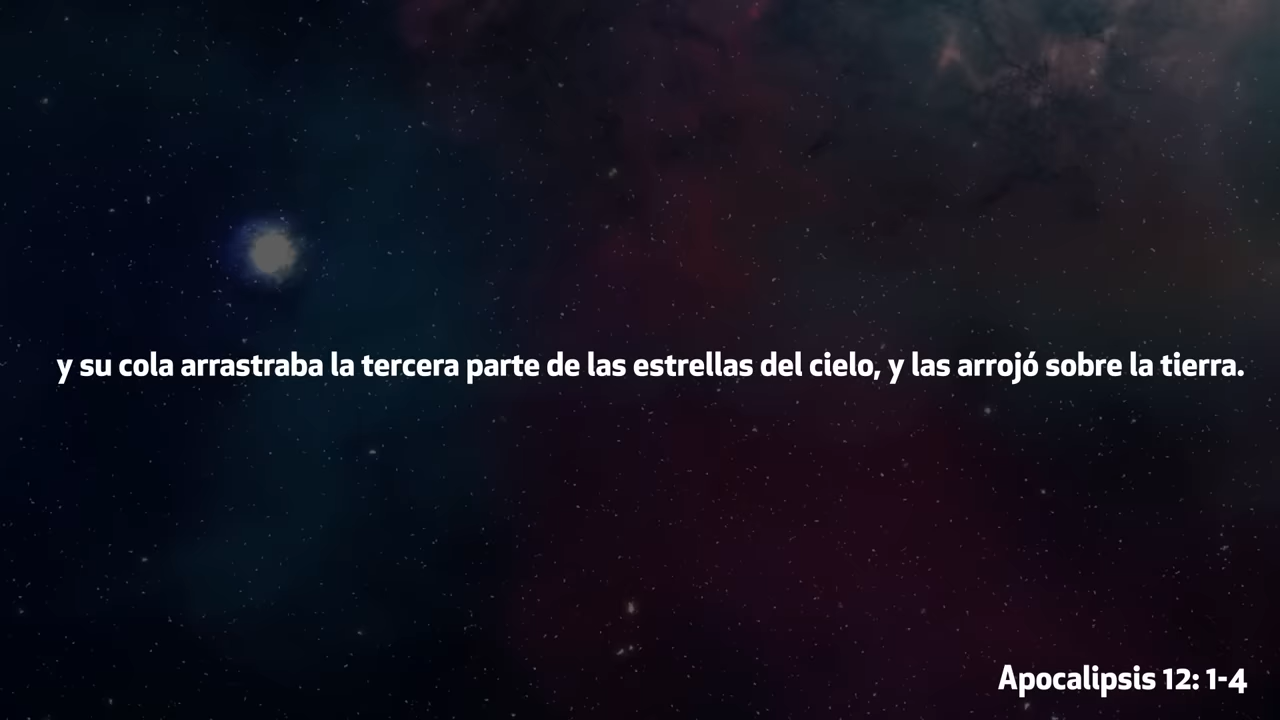 y su cola arrastraba la tercera parte de las estrellas del cielo, y las arrojó sobre la tierra.
Apocalipsis 12: 1-4